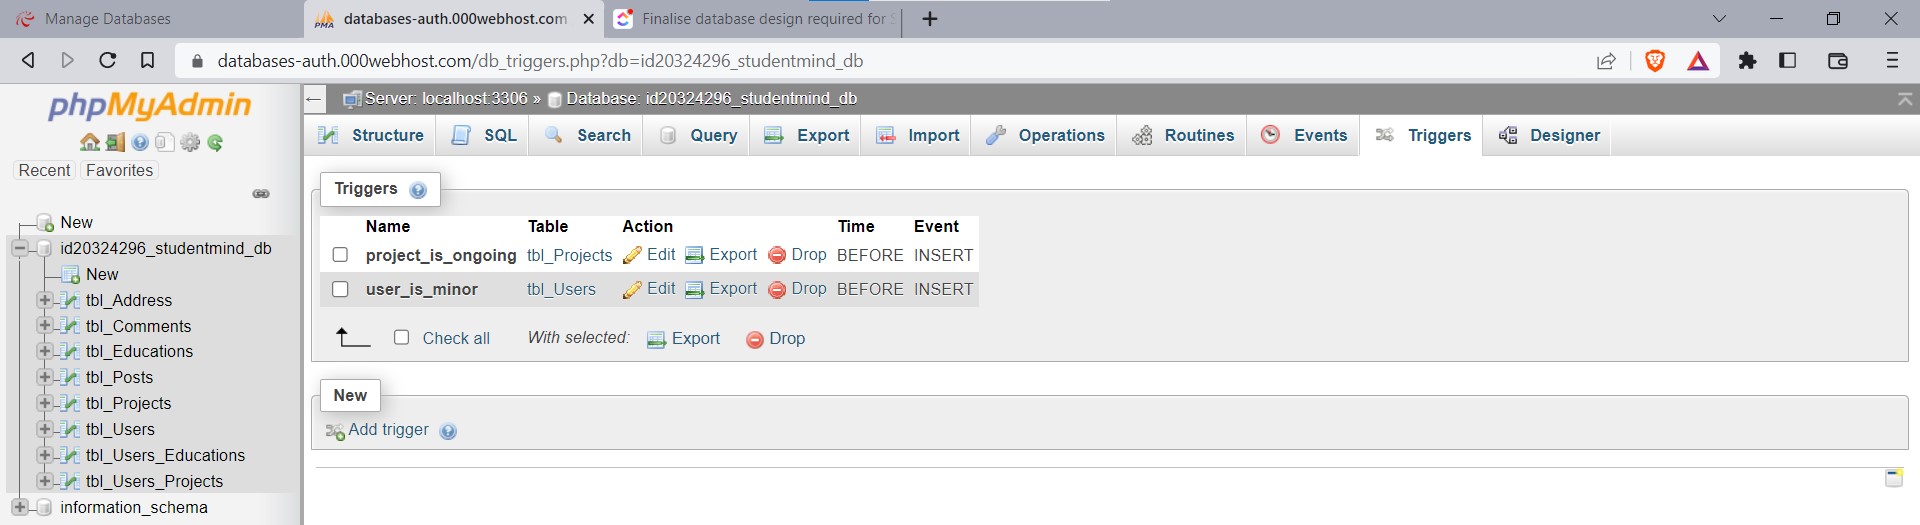 Manage Databases
databases-auth.000webhost.com
Finalise database design required for S
databases-auth.000webhost.com/db_triggers.php?db=id20324296_studentmind_db
phpMyAdmin
Recent Favorites
New
id20324296_studentmind_db
New
tbl_Address
tbl_Comments
tbl_Educations
tbl_Posts
tbl_Projects
tbl_Users
tbl_Users_Educations
tbl_Users_Projects
information_schema
Server: localhost:3306 » Database: id20324296_studentmind_db
Structure SQL Search Query Export Import Operations Routines Events Triggers Designer
Triggers
Name Table Action Time Event
project_is_ongoing tbl_Projects Edit Export Drop BEFORE INSERT
user_is_minor tbl_Users Edit Export Drop BEFORE INSERT
Check all With selected: Export Drop
New
Add trigger